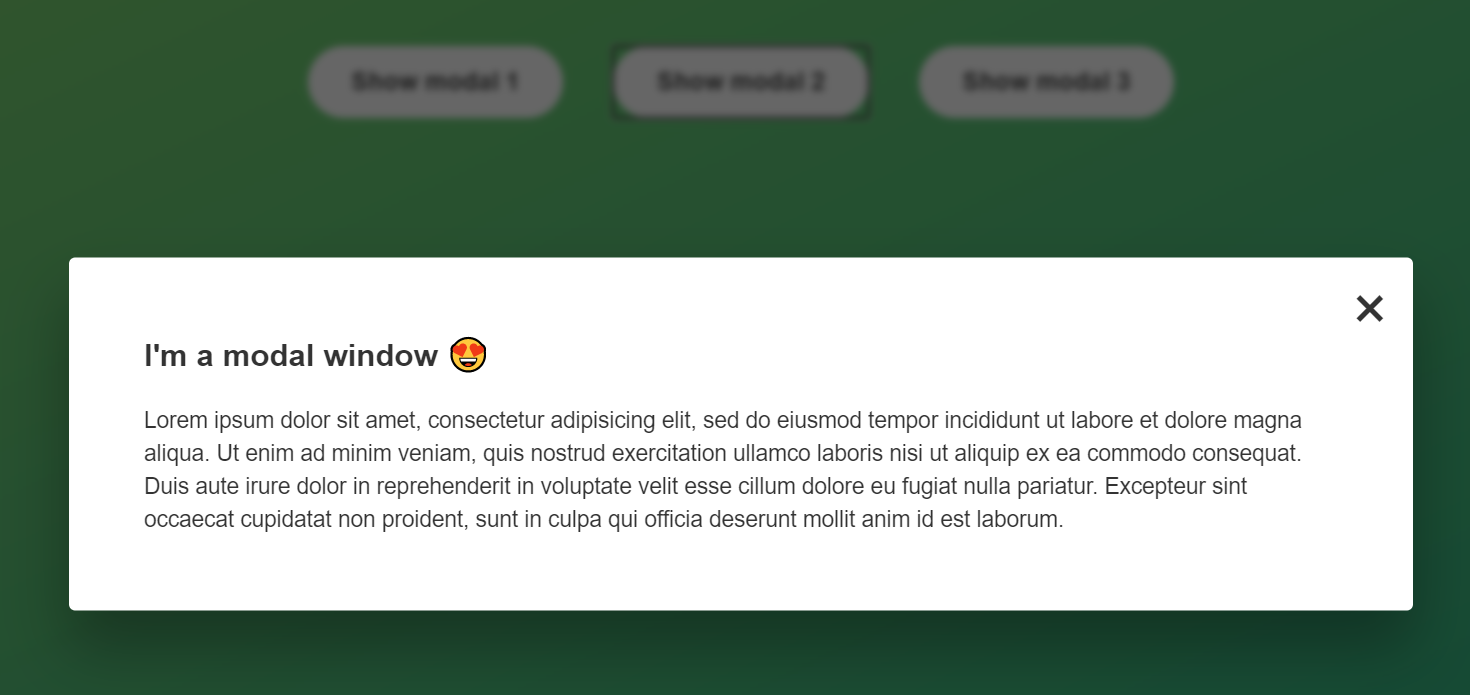 Show modal 1 Show modal 2 Show modal 3
×
I'm a modal window 😍
Lorem ipsum dolor sit amet, consectetur adipisicing elit, sed do eiusmod tempor incididunt ut labore et dolore magna
aliqua. Ut enim ad minim veniam, quis nostrud exercitation ullamco laboris nisi ut aliquip ex ea commodo consequat.
Duis aute irure dolor in reprehenderit in voluptate velit esse cillum dolore eu fugiat nulla pariatur. Excepteur sint
occaecat cupidatat non proident, sunt in culpa qui officia deserunt mollit anim id est laborum.